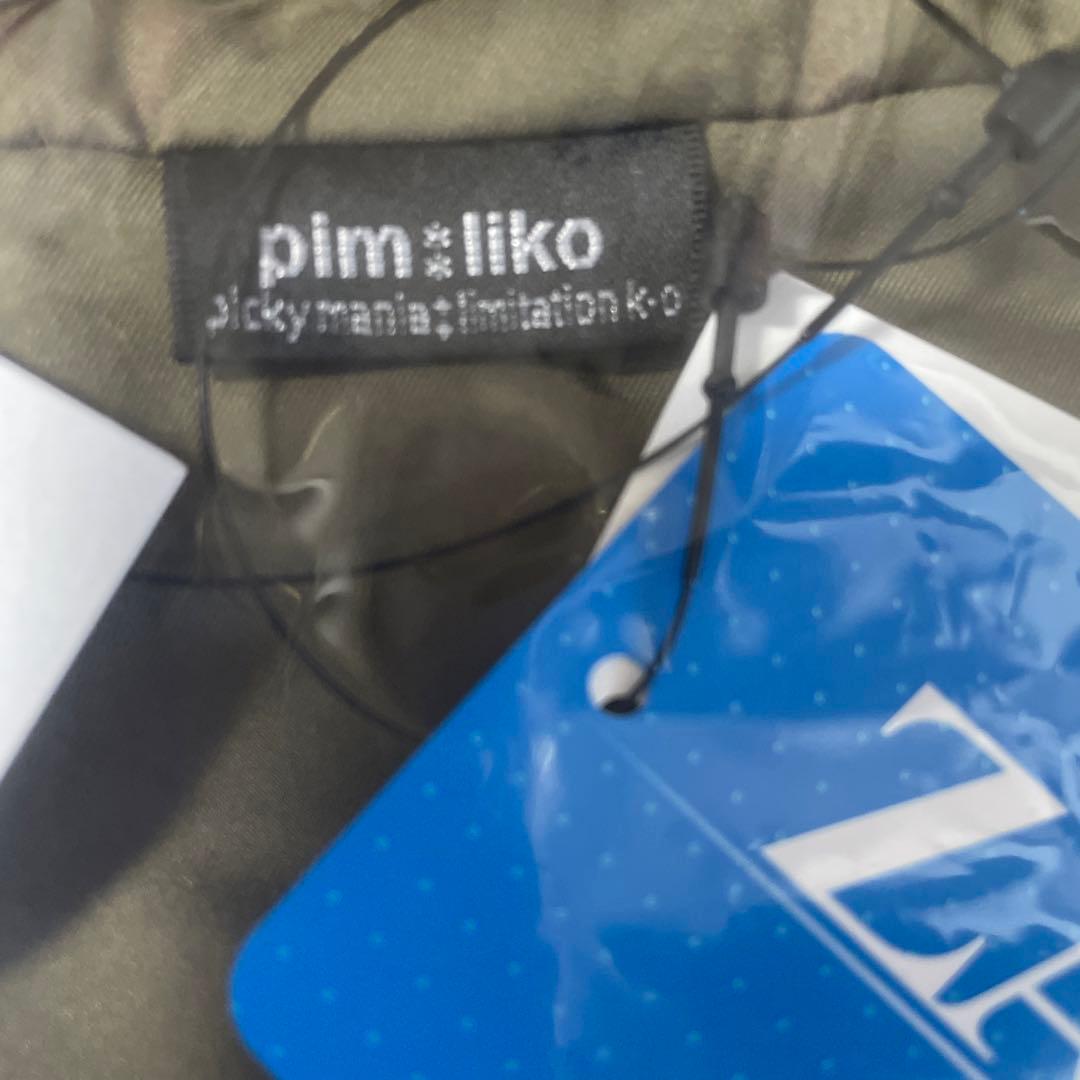 pim⁑liko
picky mania‡limitation k·o
L